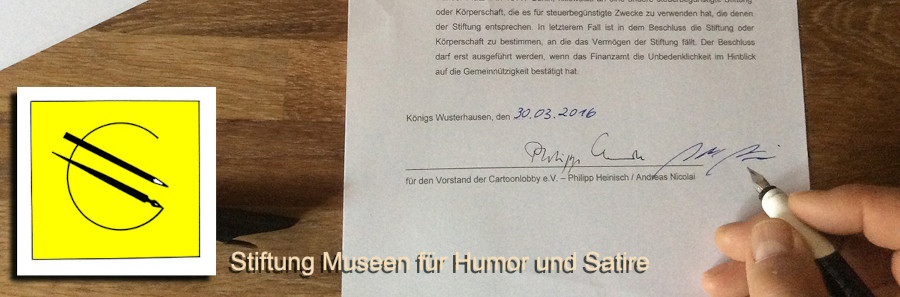 oder Körperschaft, die es für steuerbegünstigte Zwecke zu verwenden hat, die denen
der Stiftung entsprechen. In letzterem Fall ist in dem Beschluss die Stiftung oder
Körperschaft zu bestimmen, an die das Vermögen der Stiftung fällt. Der Beschluss
darf erst ausgeführt werden, wenn das Finanzamt die Unbedenklichkeit im Hinblick
auf die Gemeinnützigkeit bestätigt hat.
Königs Wusterhausen, den 30.03.2016
Philipp
für den Vorstand der Cartoonlobby e.V. – Philipp Heinisch / Andreas Nicolai
Stiftung Museen für Humor und Satire